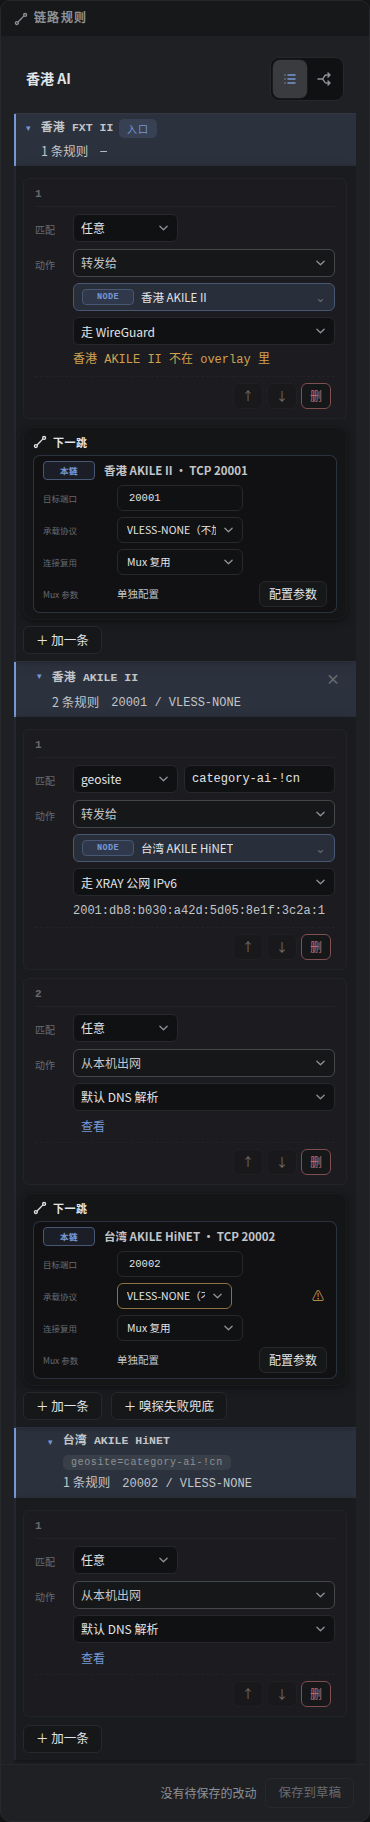 链路规则
香港 AI
香港 FXT II 入口
1 条规则 —
1
匹配 任意
动作 转发给
NODE 香港 AKILE II
走 WireGuard
香港 AKILE II 不在 overlay 里
↑ ↓ 删
下一跳
本链 香港 AKILE II • TCP 20001
目标端口 20001
承载协议 VLESS-NONE（不加
连接复用 Mux 复用
Mux 参数 单独配置 配置参数
＋ 加一条
香港 AKILE II ×
2 条规则 20001 / VLESS-NONE
1
匹配 geosite category-ai-!cn
动作 转发给
NODE 台湾 AKILE HiNET
走 XRAY 公网 IPv6
2001:db8:b030:a42d:5d05:8e1f:3c2a:1
↑ ↓ 删
2
匹配 任意
动作 从本机出网
默认 DNS 解析
查看
↑ ↓ 删
下一跳
本链 台湾 AKILE HiNET • TCP 20002
目标端口 20002
承载协议 VLESS-NONE（
连接复用 Mux 复用
Mux 参数 单独配置 配置参数
＋ 加一条 ＋ 嗅探失败兜底
台湾 AKILE HiNET
geosite=category-ai-!cn
1 条规则 20002 / VLESS-NONE
1
匹配 任意
动作 从本机出网
默认 DNS 解析
查看
↑ ↓ 删
＋ 加一条
没有待保存的改动 保存到草稿